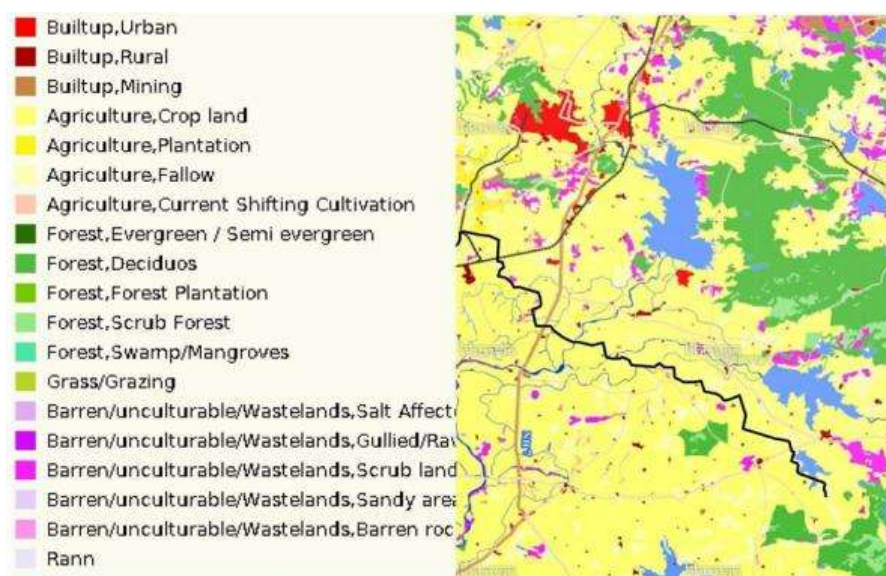 Builtup,Urban
Builtup,Rural
Builtup,Mining
Agriculture,Crop land
Agriculture,Plantation
Agriculture,Fallow
Agriculture,Current Shifting Cultivation
Forest,Evergreen / Semi evergreen
Forest,Deciduos
Forest,Forest Plantation
Forest,Scrub Forest
Forest,Swamp/Mangroves
Grass/Grazing
Barren/unculturable/Wastelands,Salt Affect
Barren/unculturable/Wastelands,Gullied/Rav
Barren/unculturable/Wastelands,Scrub land
Barren/unculturable/Wastelands,Sandy area
Barren/unculturable/Wastelands,Barren roc
Rann